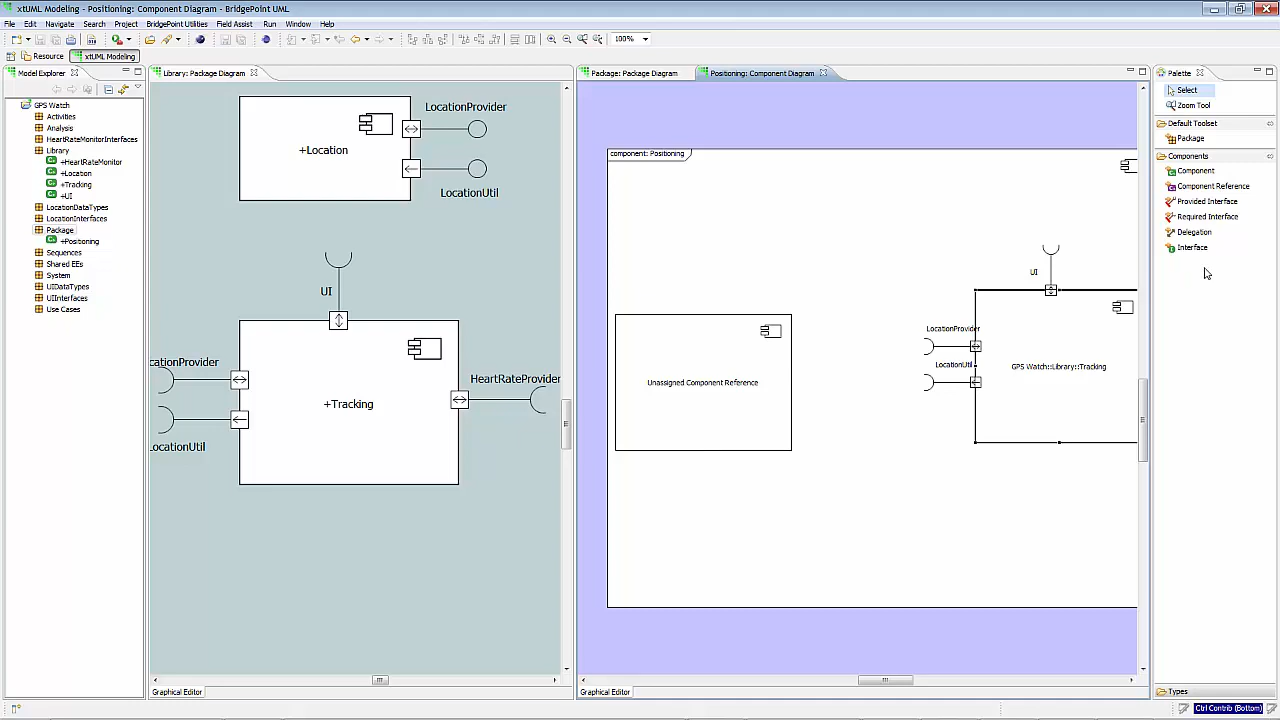 xtUML Modeling - Positioning: Component Diagram - BridgePoint UML
File Edit Navigate Search Project BridgePoint Utilities Field Assist Run Window Help
100%
Resource xtUML Modeling
Model Explorer
GPS Watch
Activities
Analysis
HeartRateMonitorInterfaces
Library
+HeartRateMonitor
+Location
+Tracking
+UI
LocationDataTypes
LocationInterfaces
Package
+Positioning
Sequences
Shared EEs
System
UIDataTypes
UIInterfaces
Use Cases
Library: Package Diagram
+Location
LocationProvider
LocationUtil
UI
cationProvider
ocationUtil
+Tracking
HeartRateProvider
Graphical Editor
Package: Package Diagram
Positioning: Component Diagram
component: Positioning
Unassigned Component Reference
UI
LocationProvider
LocationUtil
GPS Watch::Library::Tracking
Graphical Editor
Palette
Select
Zoom Tool
Default Toolset
Package
Components
Component
Component Reference
Provided Interface
Required Interface
Delegation
Interface
Types
Ctrl Contrib (Bottom)